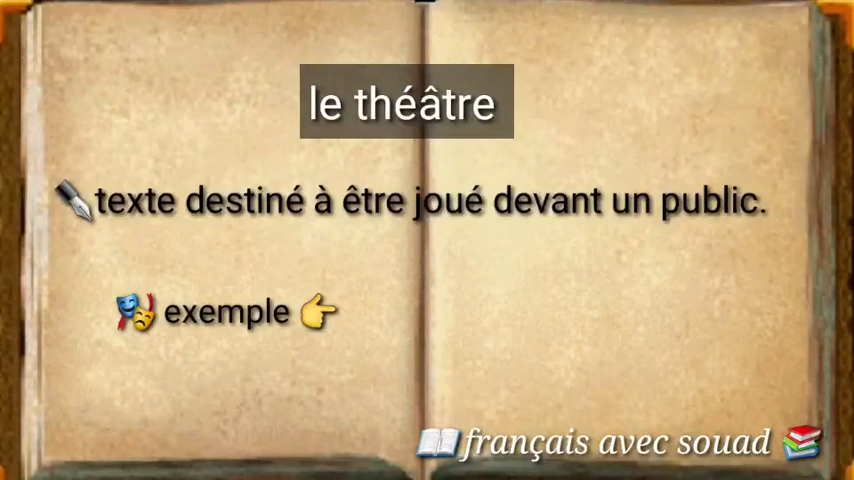 le théâtre
✒️texte destiné à être joué devant un public.
🎭 exemple 👉
📖français avec souad 📚